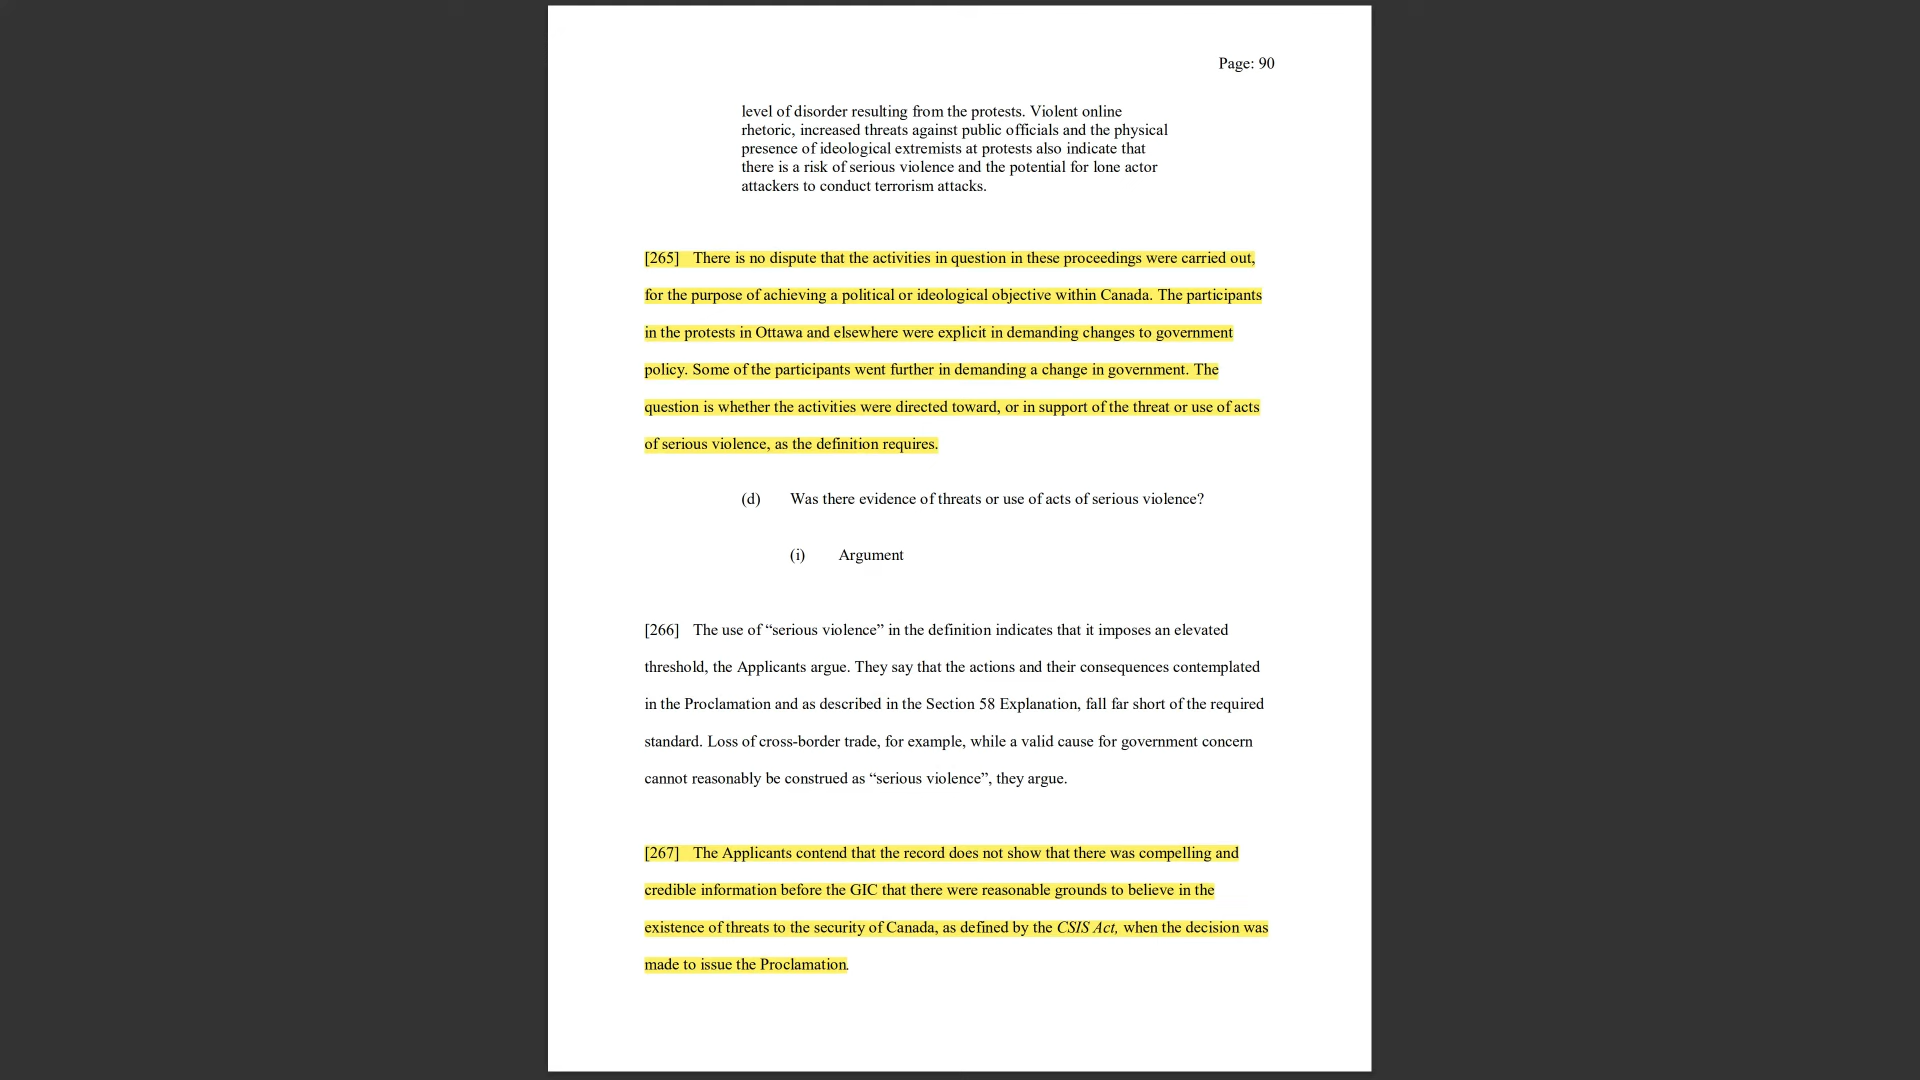 Page: 90
level of disorder resulting from the protests. Violent online
rhetoric, increased threats against public officials and the physical
presence of ideological extremists at protests also indicate that
there is a risk of serious violence and the potential for lone actor
attackers to conduct terrorism attacks.
[265] There is no dispute that the activities in question in these proceedings were carried out,
for the purpose of achieving a political or ideological objective within Canada. The participants
in the protests in Ottawa and elsewhere were explicit in demanding changes to government
policy. Some of the participants went further in demanding a change in government. The
question is whether the activities were directed toward, or in support of the threat or use of acts
of serious violence, as the definition requires.
(d) Was there evidence of threats or use of acts of serious violence?
(i) Argument
[266] The use of “serious violence” in the definition indicates that it imposes an elevated
threshold, the Applicants argue. They say that the actions and their consequences contemplated
in the Proclamation and as described in the Section 58 Explanation, fall far short of the required
standard. Loss of cross-border trade, for example, while a valid cause for government concern
cannot reasonably be construed as “serious violence”, they argue.
[267] The Applicants contend that the record does not show that there was compelling and
credible information before the GIC that there were reasonable grounds to believe in the
existence of threats to the security of Canada, as defined by the CSIS Act, when the decision was
made to issue the Proclamation.